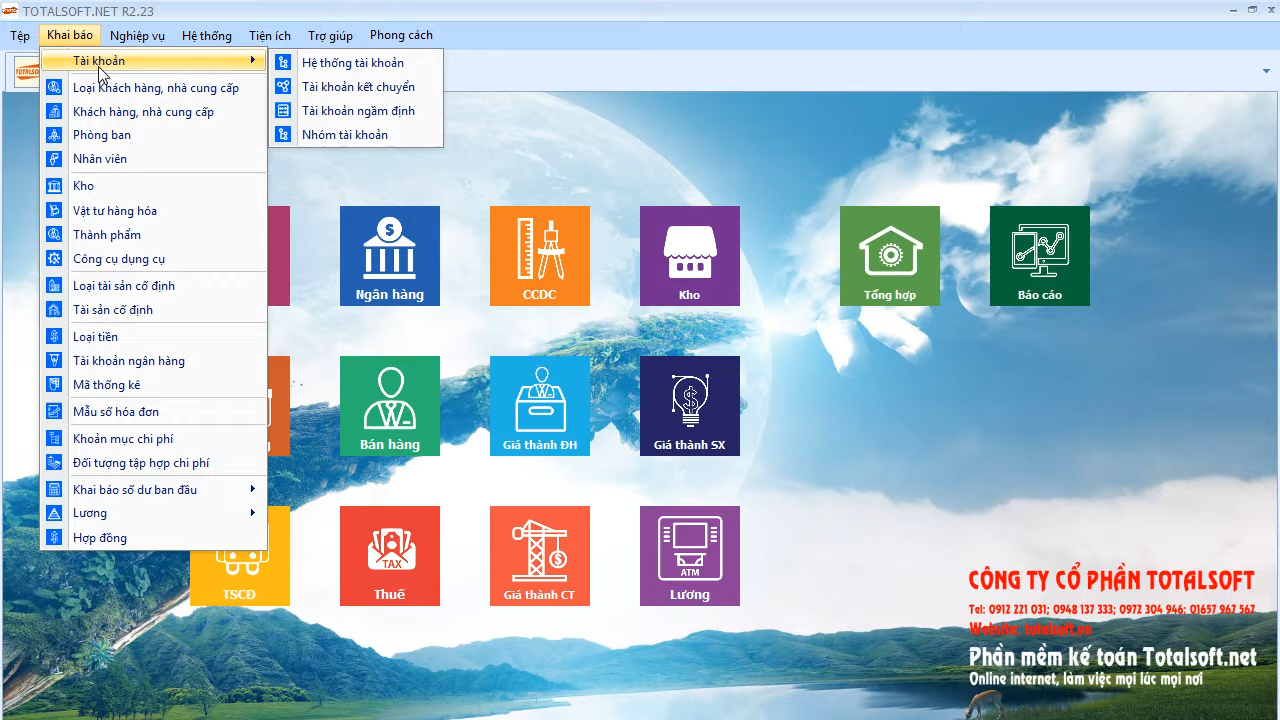 TOTALSOFT.NET R2.23
Tệp Khai báo Nghiệp vụ Hệ thống Tiện ích Trợ giúp Phong cách
Tài khoản
Loại khách hàng, nhà cung cấp
Khách hàng, nhà cung cấp
Phòng ban
Nhân viên
Kho
Vật tư hàng hóa
Thành phẩm
Công cụ dụng cụ
Loại tài sản cố định
Tài sản cố định
Loại tiền
Tài khoản ngân hàng
Mã thống kê
Mẫu số hóa đơn
Khoản mục chi phí
Đối tượng tập hợp chi phí
Khai báo số dư ban đầu
Lương
Hợp đồng
Hệ thống tài khoản
Tài khoản kết chuyển
Tài khoản ngầm định
Nhóm tài khoản
Ngân hàng
CCDC
Kho
Tổng hợp
Báo cáo
Bán hàng
Giá thành ĐH
Giá thành SX
TSCĐ
TAX
Thuế
Giá thành CT
ATM
Lương
CÔNG TY CỔ PHẦN TOTALSOFT
Tel: 0912 221 031; 0948 137 333; 0972 304 946; 01657 967 567
Website: totalsoft.vn
Phần mềm kế toán Totalsoft.net
Online internet, làm việc mọi lúc mọi nơi